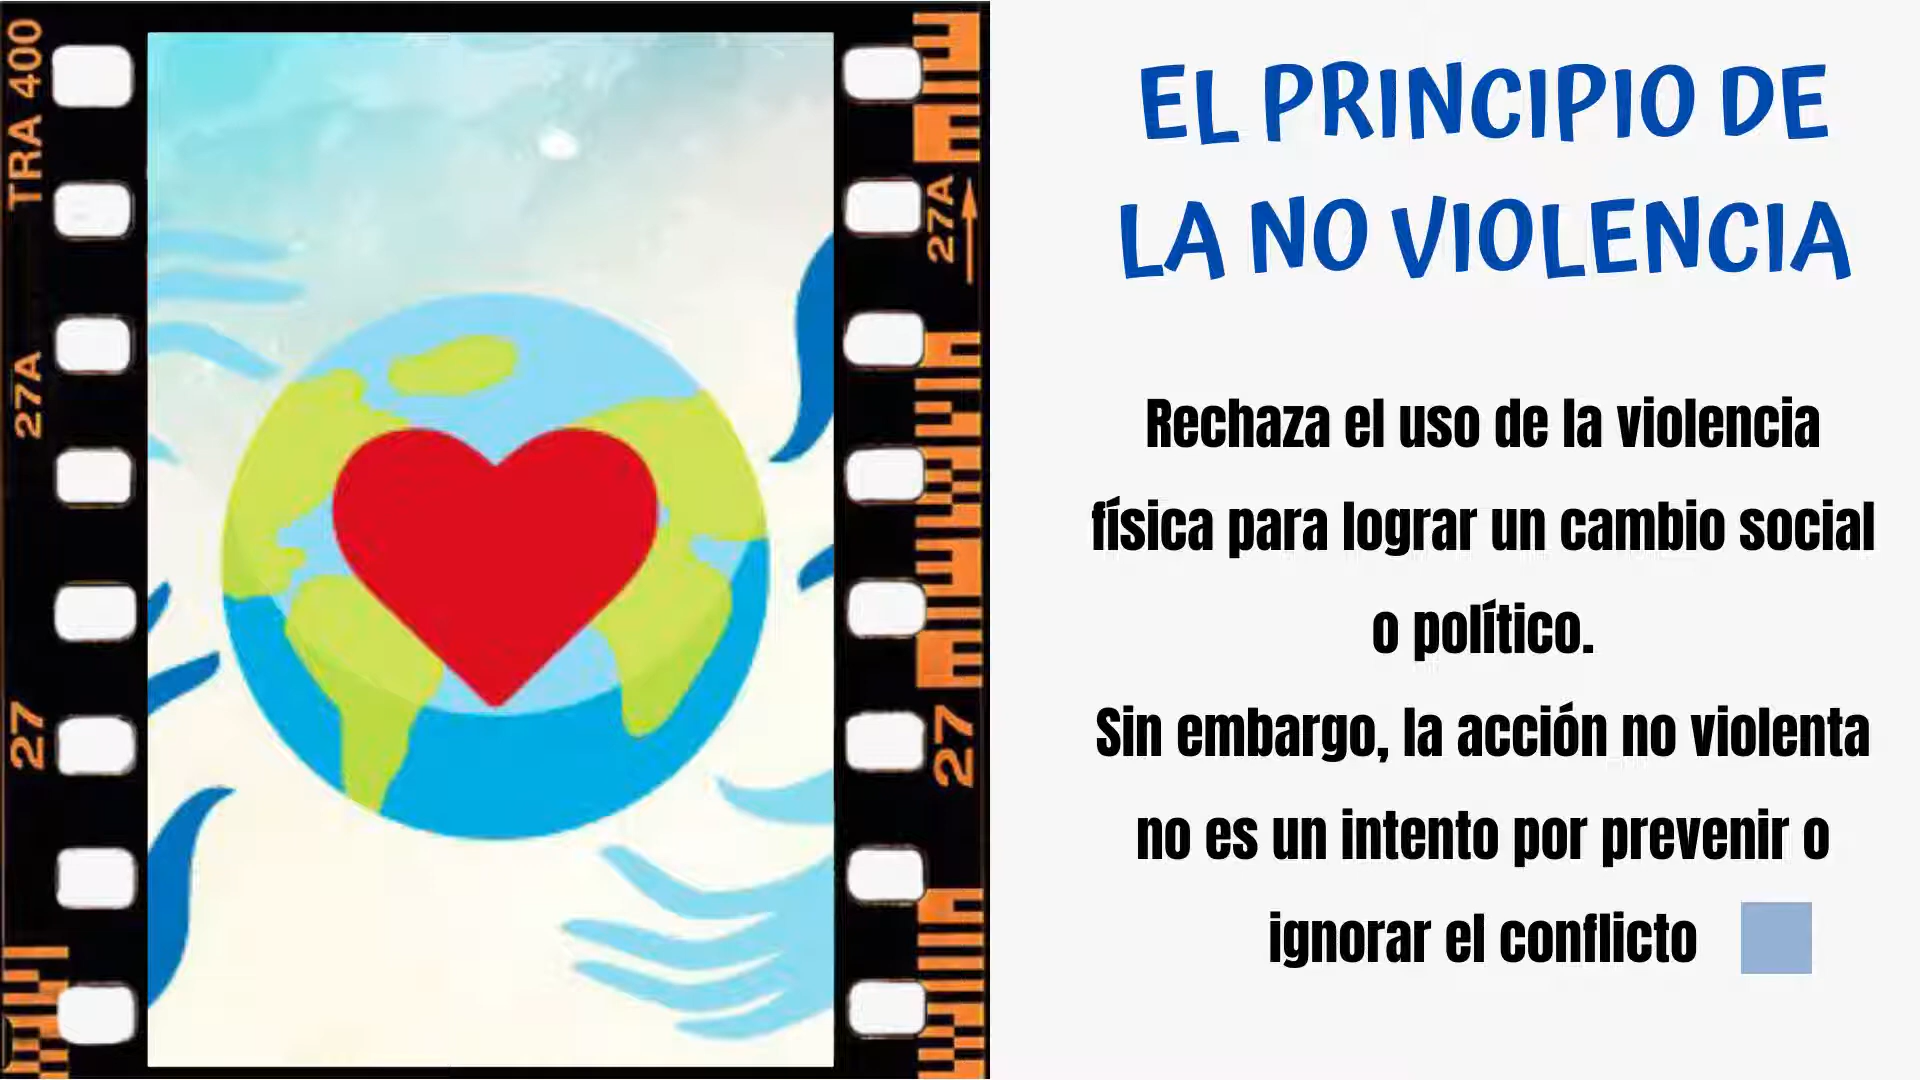 TRA 400
27A
27
27A
27
EL PRINCIPIO DE
LA NO VIOLENCIA
Rechaza el uso de la violencia
física para lograr un cambio social
o político.
Sin embargo, la acción no violenta
no es un intento por prevenir o
ignorar el conflicto